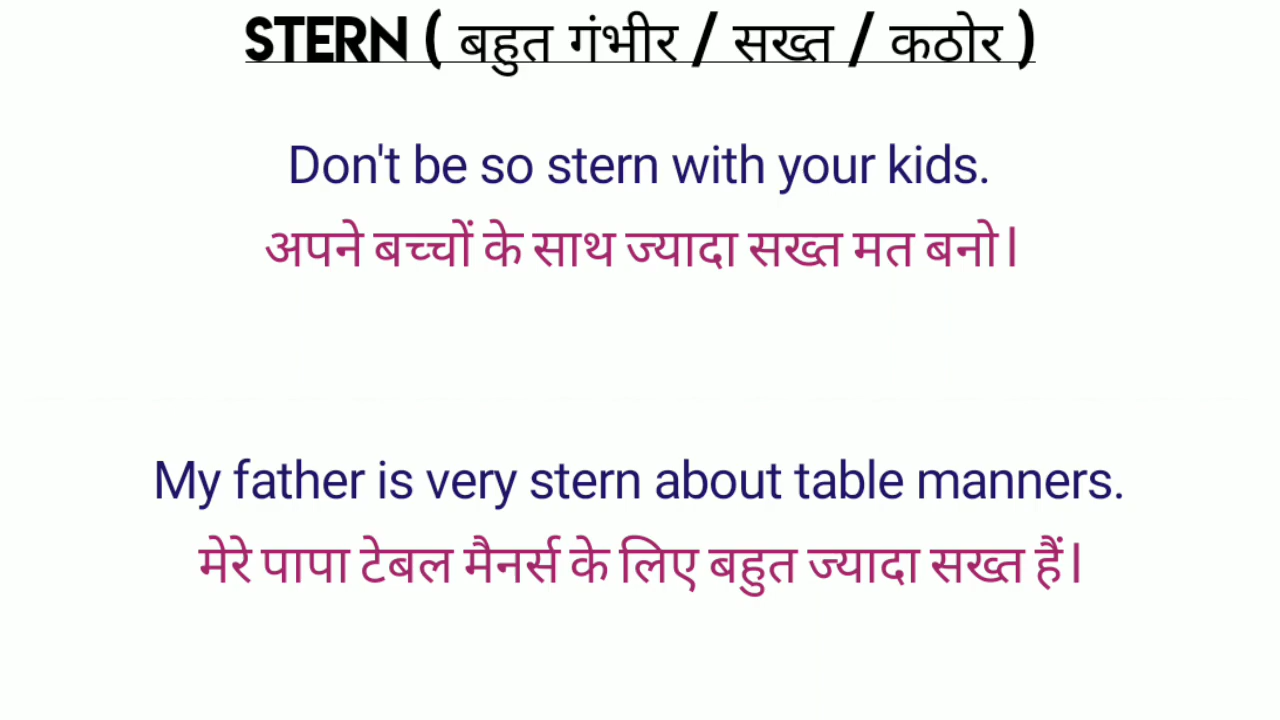 STERN ( बहुत गंभीर / सख्त / कठोर )
Don't be so stern with your kids.
अपने बच्चों के साथ ज्यादा सख्त मत बनो।
My father is very stern about table manners.
मेरे पापा टेबल मैनर्स के लिए बहुत ज्यादा सख्त हैं।